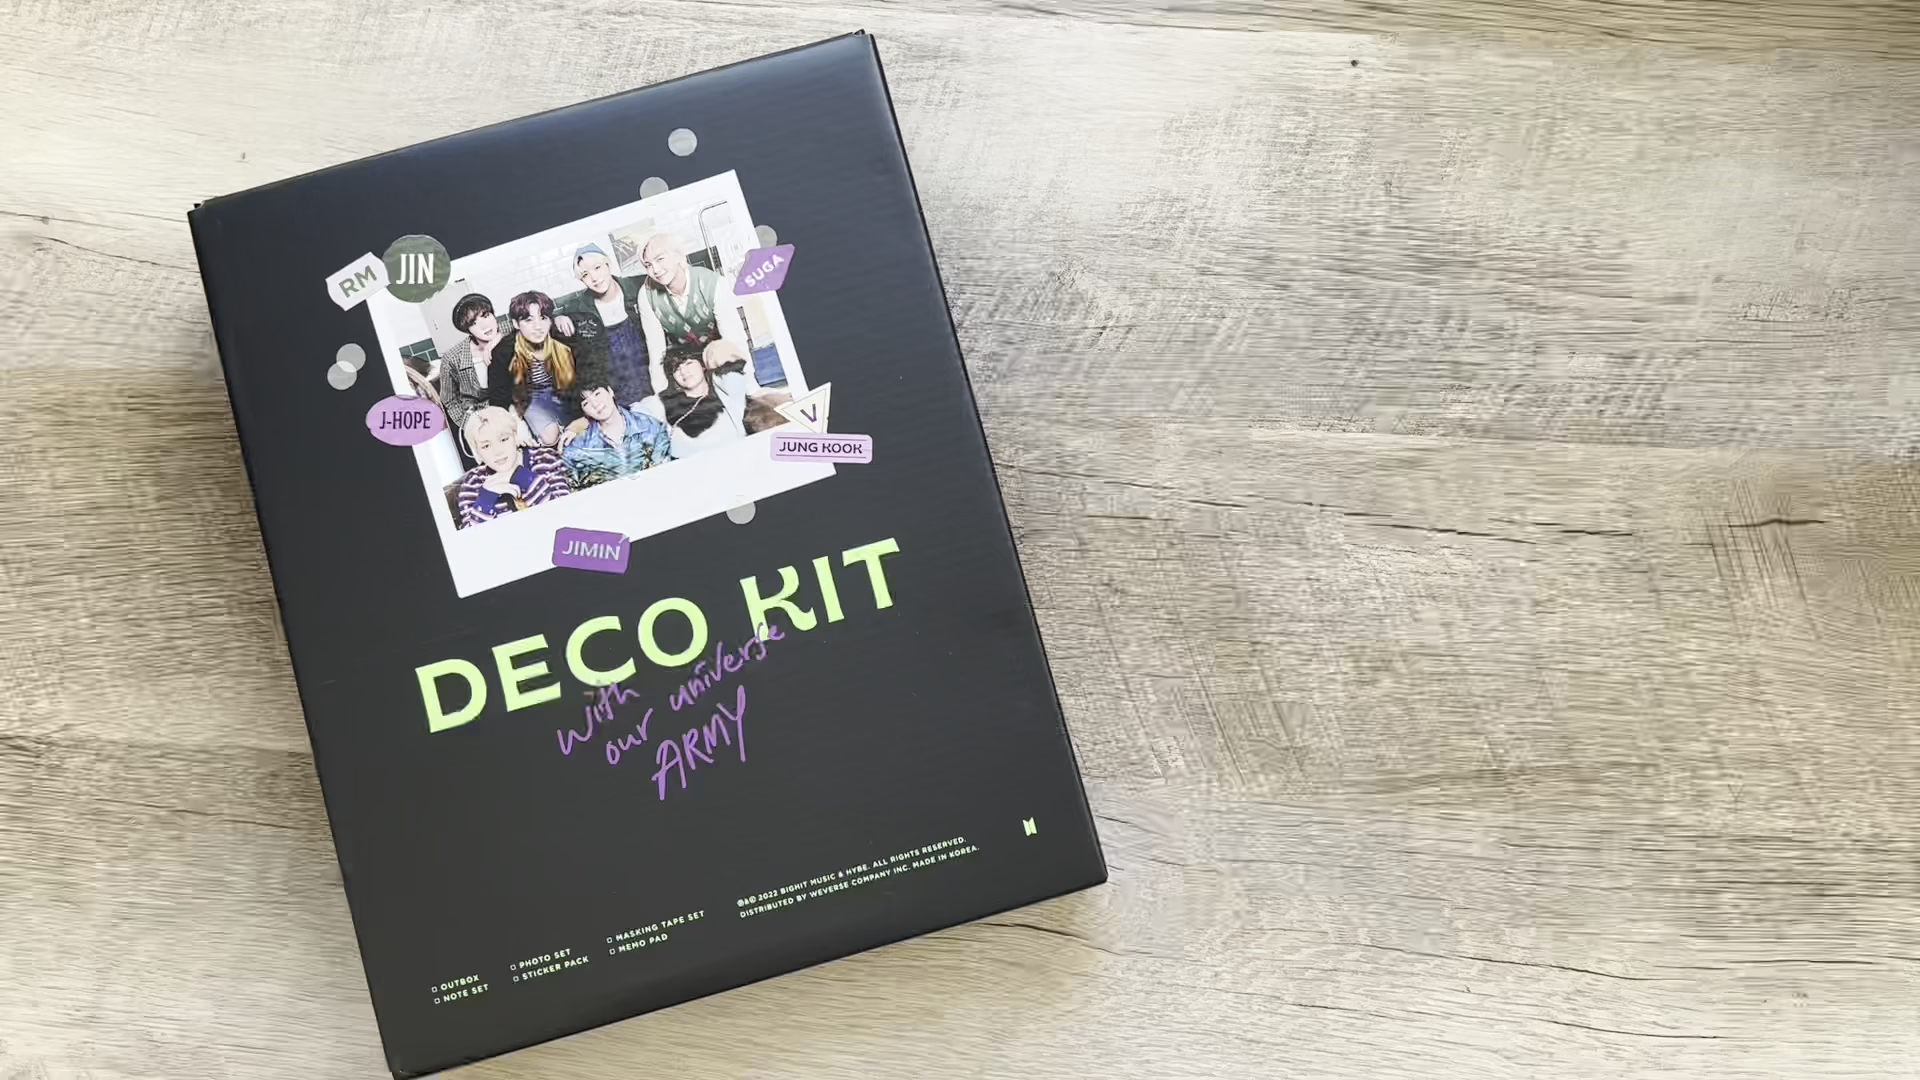 RM
JIN
SUGA
J-HOPE
V
JUNG KOOK
JIMIN
DECO KIT
with
our universe
ARMY
℗&© 2022 BIGHIT MUSIC & HYBE. ALL RIGHTS RESERVED.
DISTRIBUTED BY WEVERSE COMPANY INC. MADE IN KOREA.
□ OUTBOX
□ NOTE SET
□ PHOTO SET
□ STICKER PACK
□ MASKING TAPE SET
□ MEMO PAD